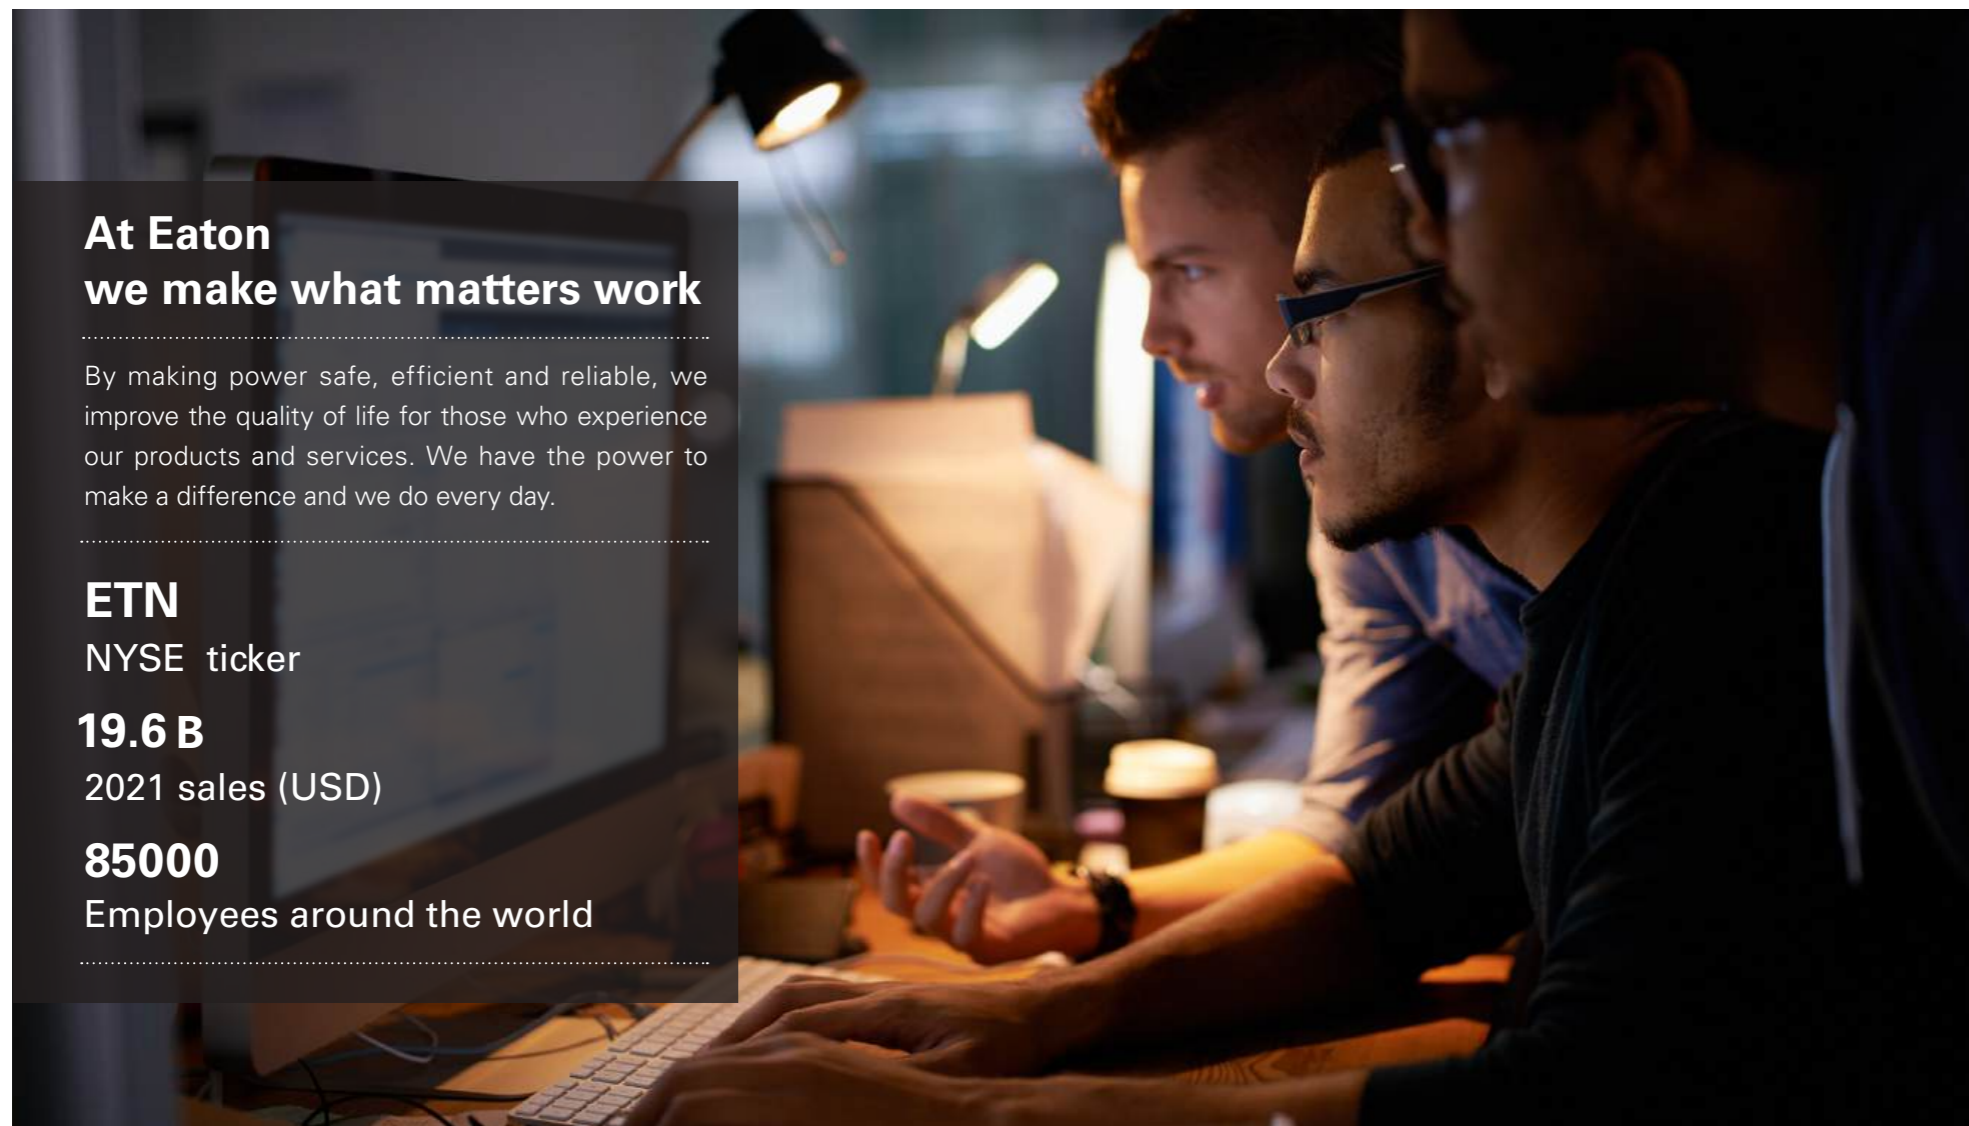 At Eaton
we make what matters work
By making power safe, efficient and reliable, we
improve the quality of life for those who experience
our products and services. We have the power to
make a difference and we do every day.
ETN
NYSE ticker
19.6 B
2021 sales (USD)
85000
Employees around the world